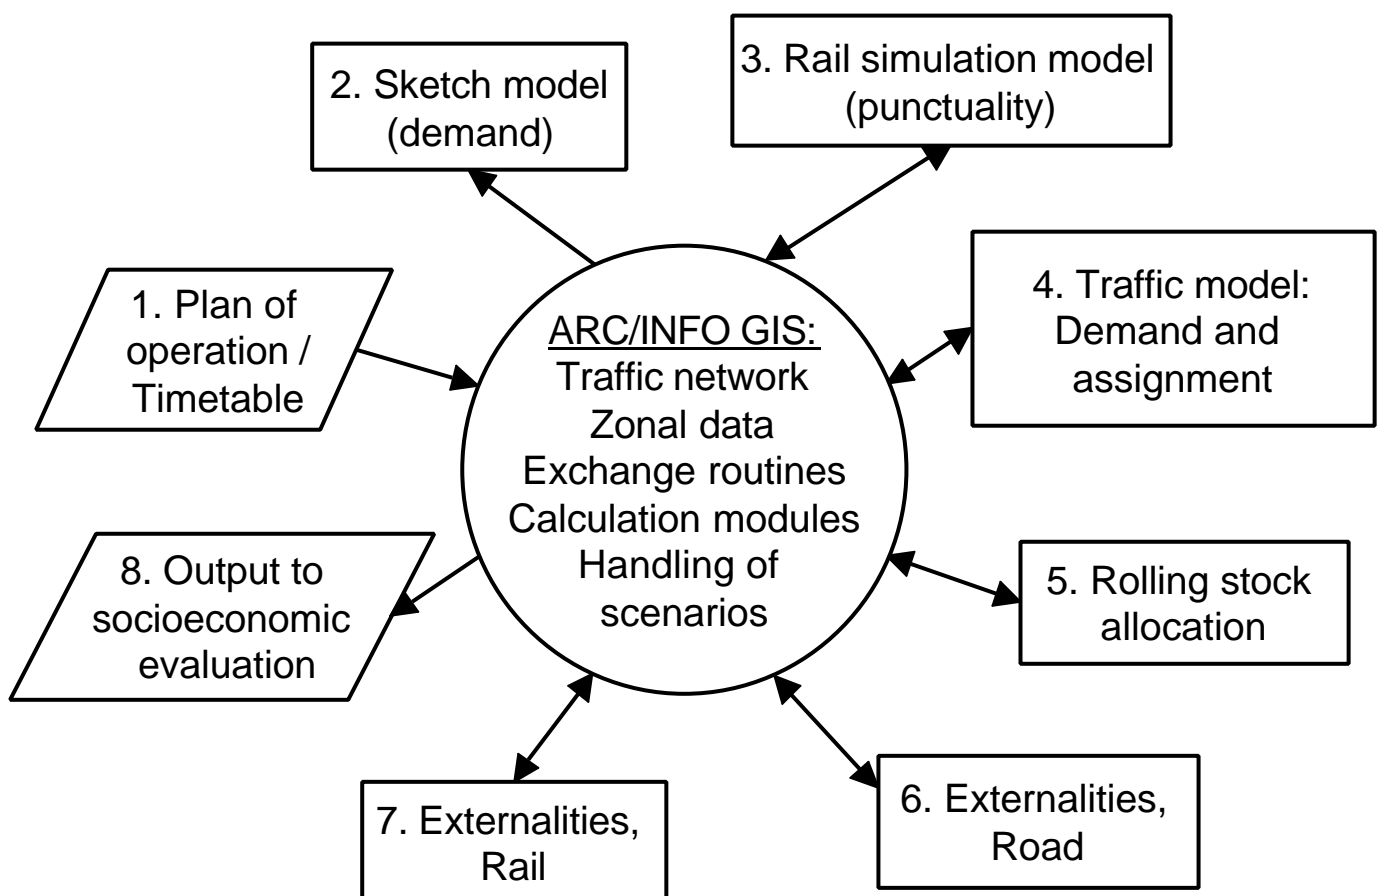 2. Sketch model
(demand)
3. Rail simulation model
(punctuality)
1. Plan of
operation /
Timetable
ARC/INFO GIS:
Traffic network
Zonal data
Exchange routines
Calculation modules
Handling of
scenarios
4. Traffic model:
Demand and
assignment
8. Output to
socioeconomic
evaluation
5. Rolling stock
allocation
7. Externalities,
Rail
6. Externalities,
Road